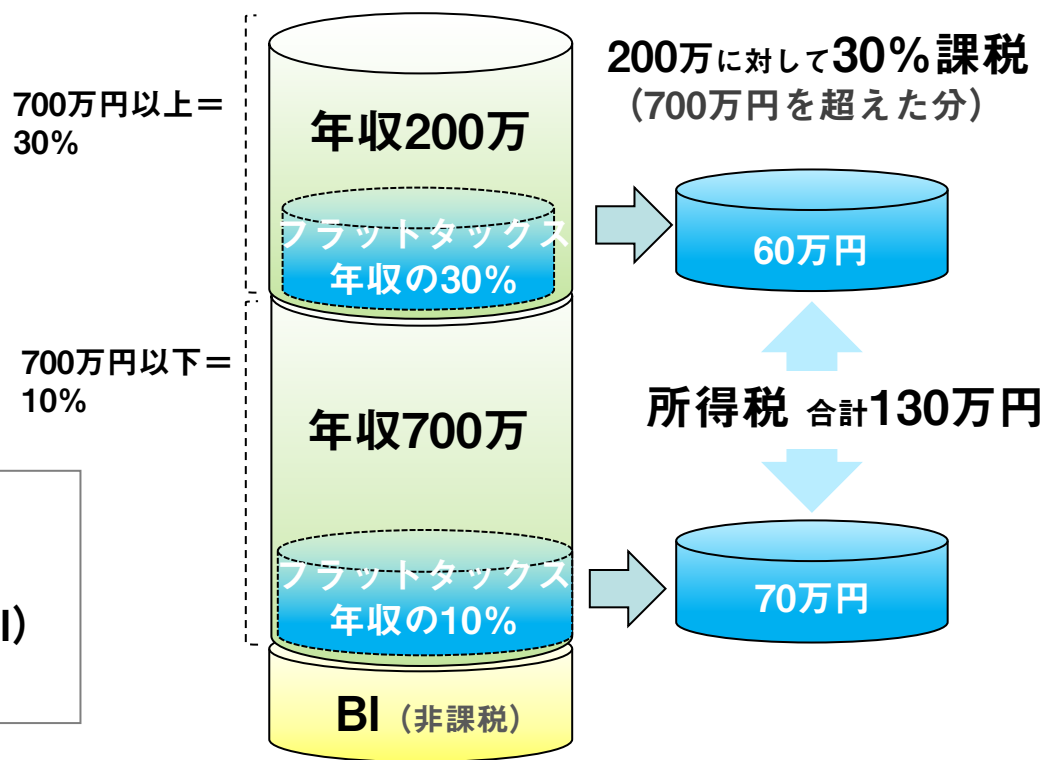 700万円以上＝
30%
年収200万
フラットタックス
年収の30%
200万に対して30%課税
（700万円を超えた分）
60万円
700万円以下＝
10%
年収700万
フラットタックス
年収の10%
所得税 合計130万円
70万円
I)
BI（非課税）